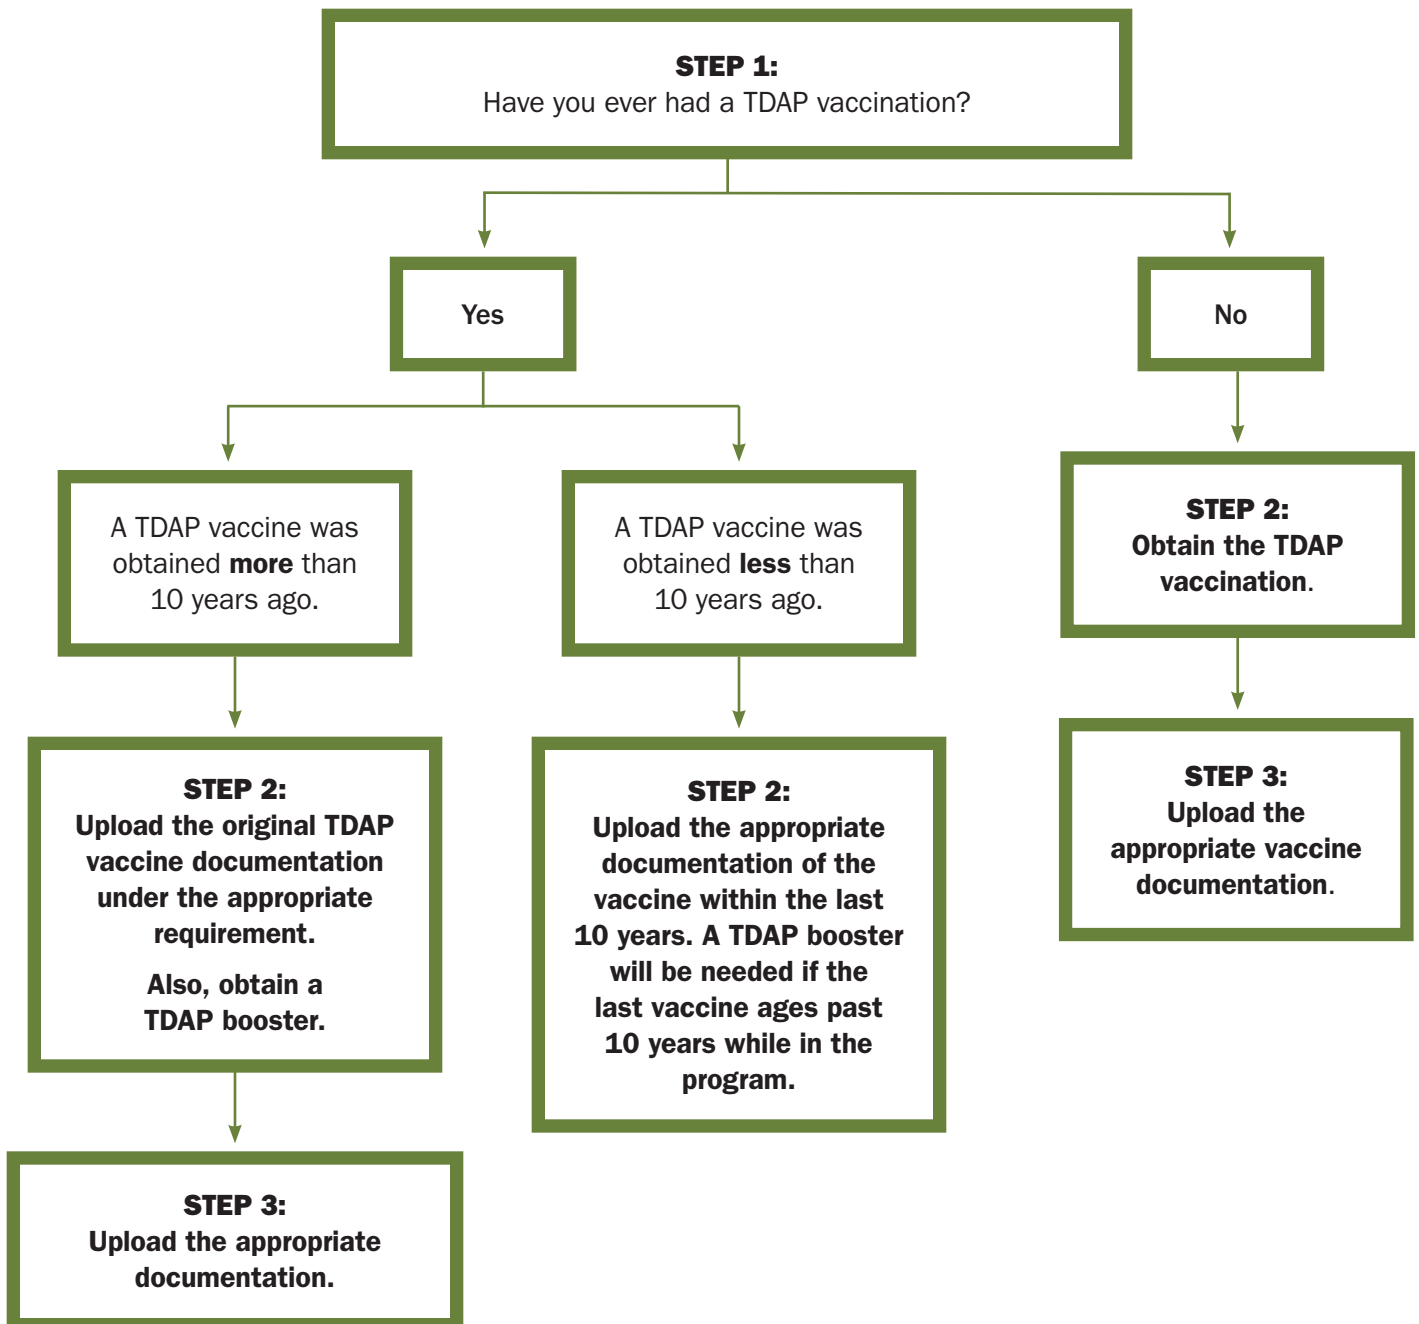 STEP 1:
Have you ever had a TDAP vaccination?
Yes
No
A TDAP vaccine was
obtained more than
10 years ago.
A TDAP vaccine was
obtained less than
10 years ago.
STEP 2:
Obtain the TDAP
vaccination.
STEP 2:
Upload the original TDAP
vaccine documentation
under the appropriate
requirement.
Also, obtain a
TDAP booster.
STEP 2:
Upload the appropriate
documentation of the
vaccine within the last
10 years. A TDAP booster
will be needed if the
last vaccine ages past
10 years while in the
program.
STEP 3:
Upload the
appropriate vaccine
documentation.
STEP 3:
Upload the appropriate
documentation.